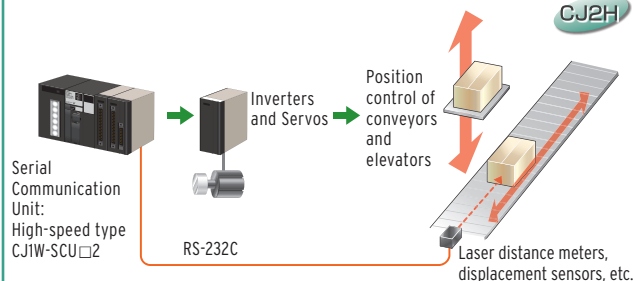 CJ2H
Inverters
and Servos
Position
control of
conveyors
and
elevators
Serial
Communication
Unit:
High-speed type
CJ1W-SCU□2
RS-232C
Laser distance meters,
displacement sensors, etc.